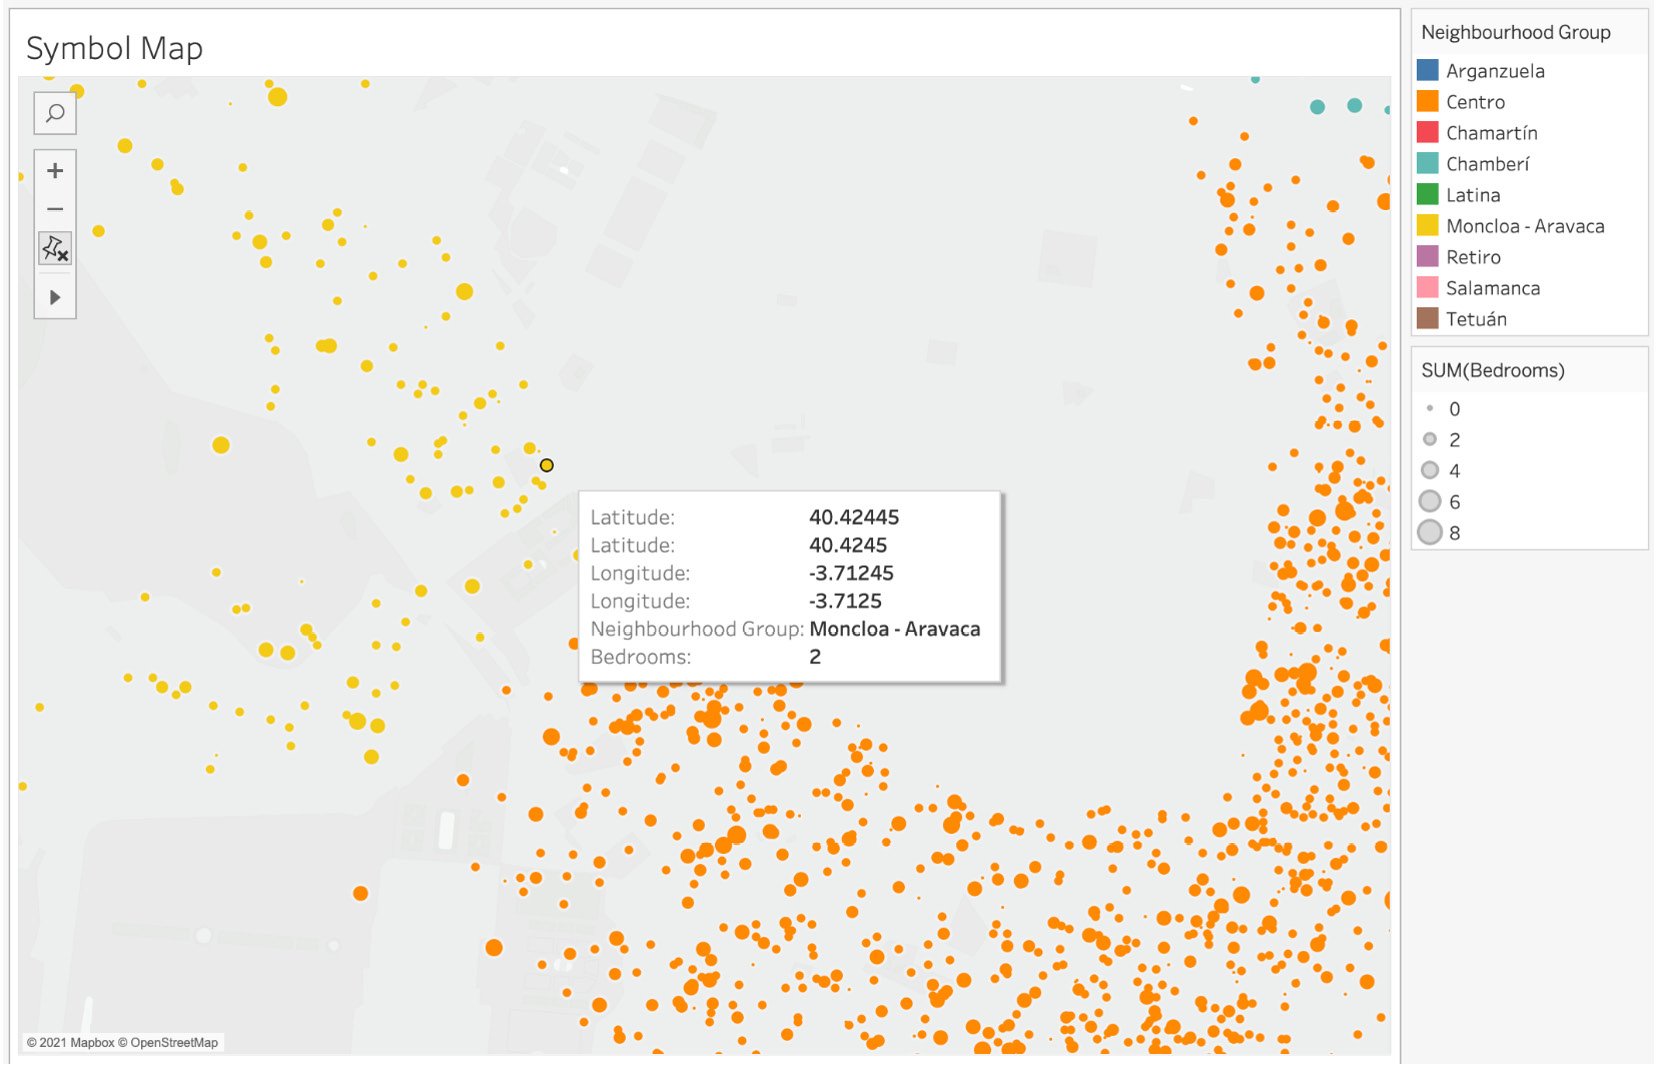 Symbol Map
Neighbourhood Group
Arganzuela
Centro
Chamartín
Chamberí
Latina
Moncloa - Aravaca
Retiro
Salamanca
Tetuán
SUM(Bedrooms)
0
2
4
6
8
Latitude: 40.42445
Latitude: 40.4245
Longitude: -3.71245
Longitude: -3.7125
Neighbourhood Group: Moncloa - Aravaca
Bedrooms: 2
© 2021 Mapbox © OpenStreetMap